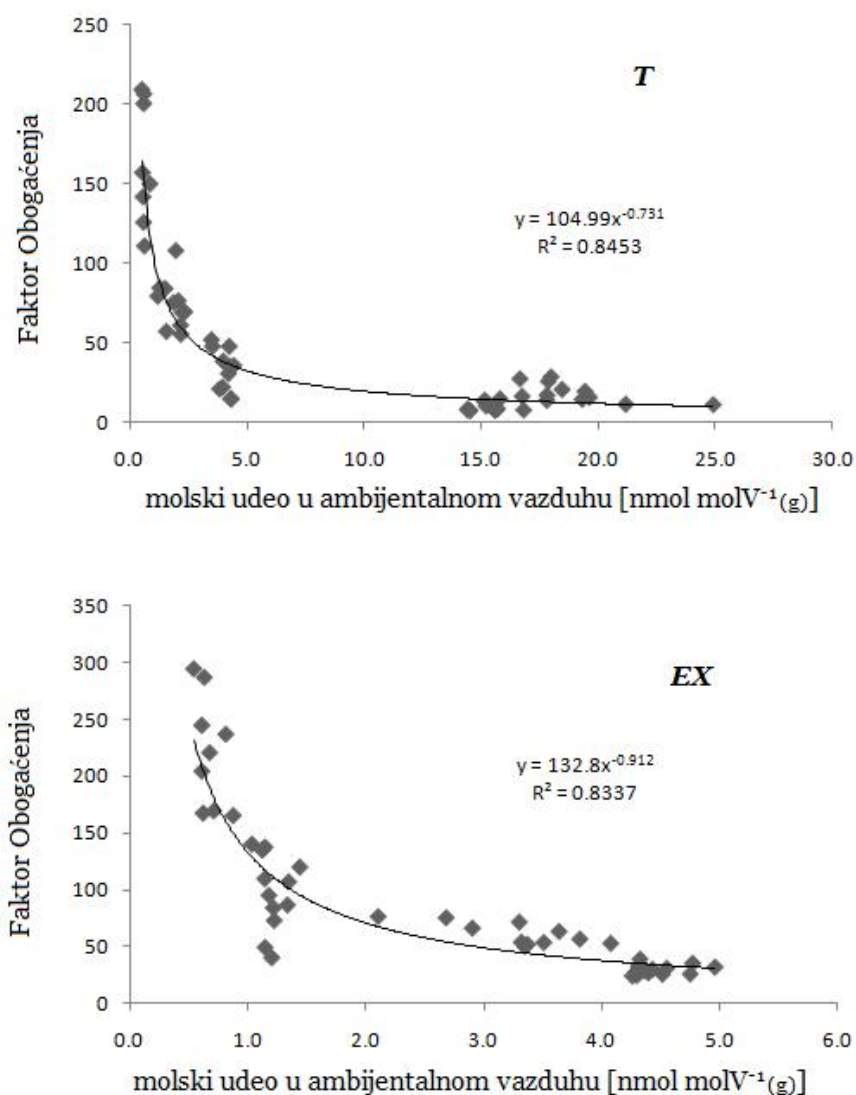 250
T
200
150
y = 104.99x⁻⁰·⁷³¹
R² = 0.8453
100
50
0
0.0 5.0 10.0 15.0 20.0 25.0 30.0
Faktor Obogaćenja
molski udeo u ambijentalnom vazduhu [nmol molV⁻¹(g)]
350
300
EX
250
200
y = 132.8x⁻⁰·⁹¹²
R² = 0.8337
150
100
50
0
0.0 1.0 2.0 3.0 4.0 5.0 6.0
Faktor Obogaćenja
molski udeo u ambijentalnom vazduhu [nmol molV⁻¹(g)]